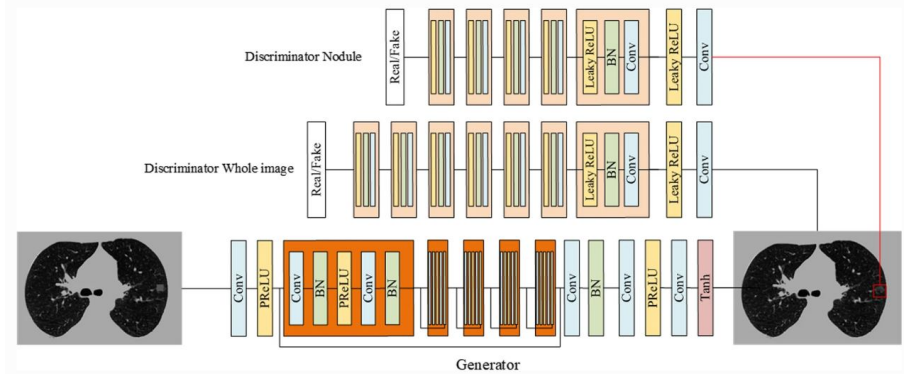 Discriminator Nodule
Real/Fake
Leaky ReLU
BN
Conv
Leaky ReLU
Conv
Discriminator Whole image
Real/Fake
Leaky ReLU
BN
Conv
Leaky ReLU
Conv
Conv
PReLU
Conv
BN
PReLU
Conv
BN
Conv
BN
Conv
PReLU
Conv
Tanh
Generator